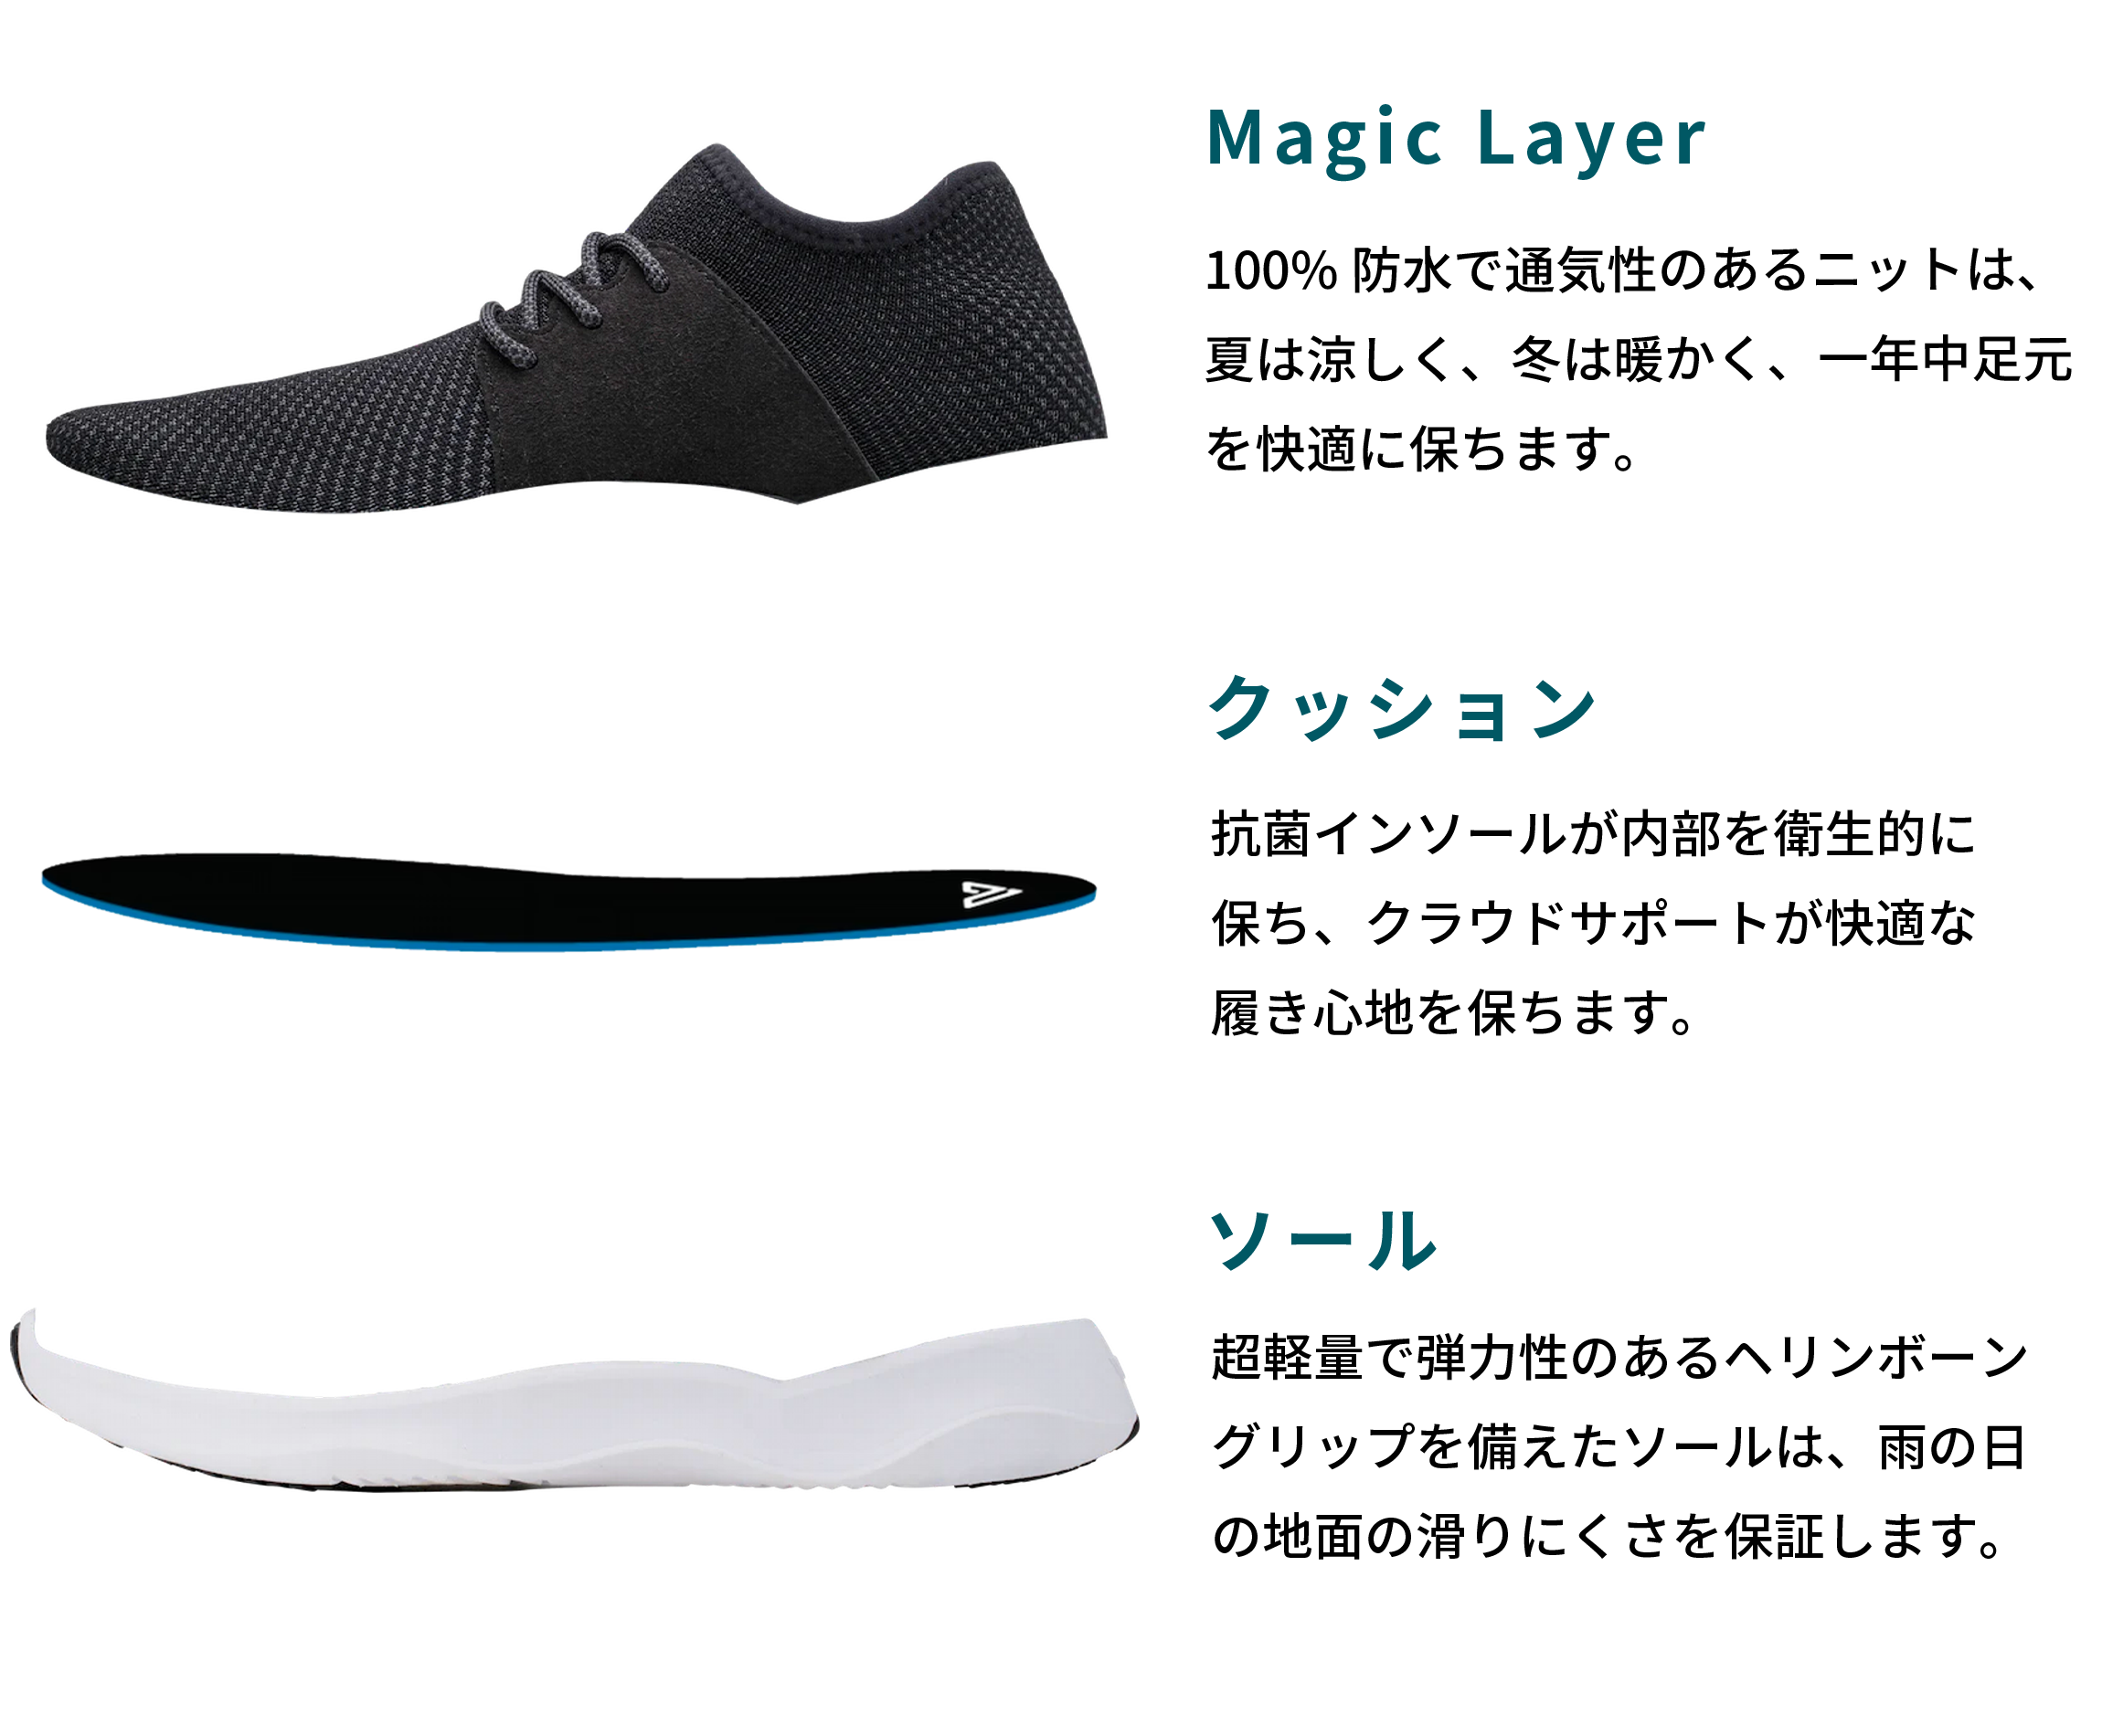 Magic Layer
100% 防水で通気性のあるニットは、
夏は涼しく、冬は暖かく、一年中足元
を快適に保ちます。
クッション
抗菌インソールが内部を衛生的に
保ち、クラウドサポートが快適な
履き心地を保ちます。
ソール
超軽量で弾力性のあるヘリンボーン
グリップを備えたソールは、雨の日
の地面の滑りにくさを保証します。